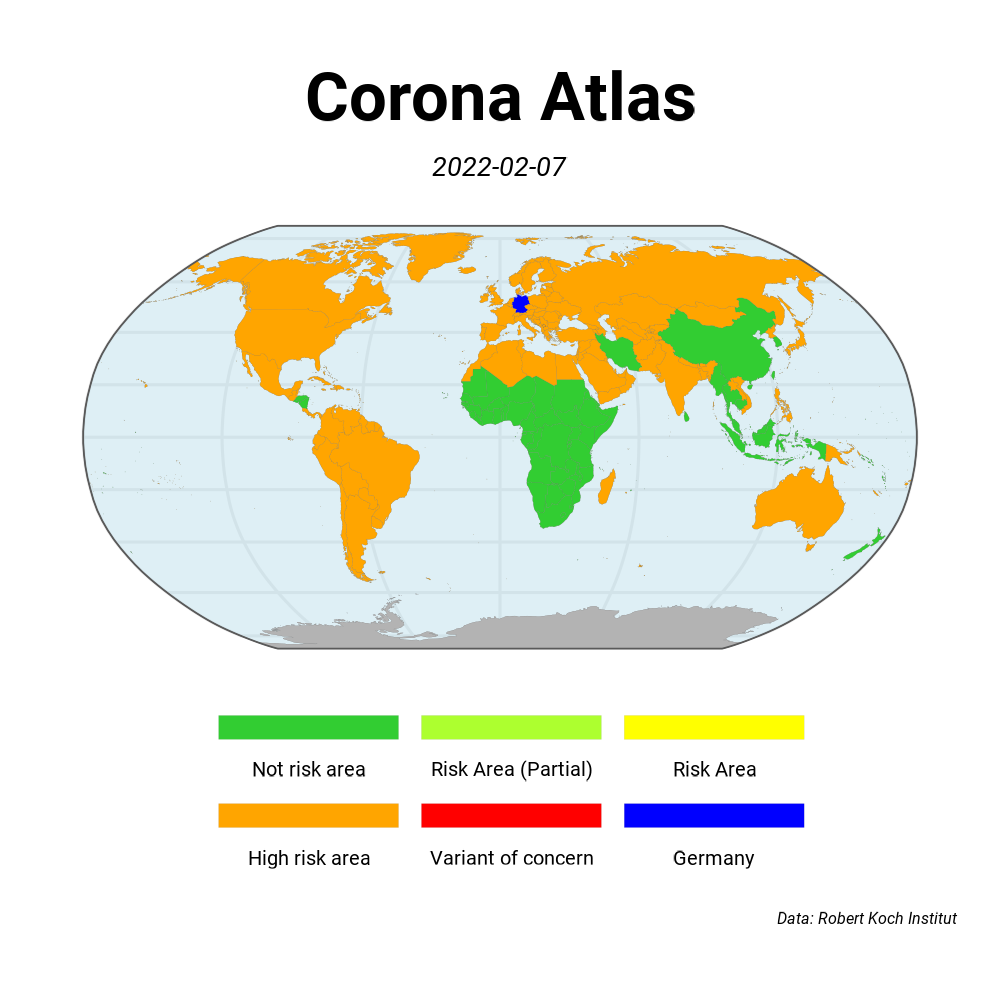 Corona Atlas
2022-02-07
Not risk area
Risk Area (Partial)
Risk Area
High risk area
Variant of concern
Germany
Data: Robert Koch Institut